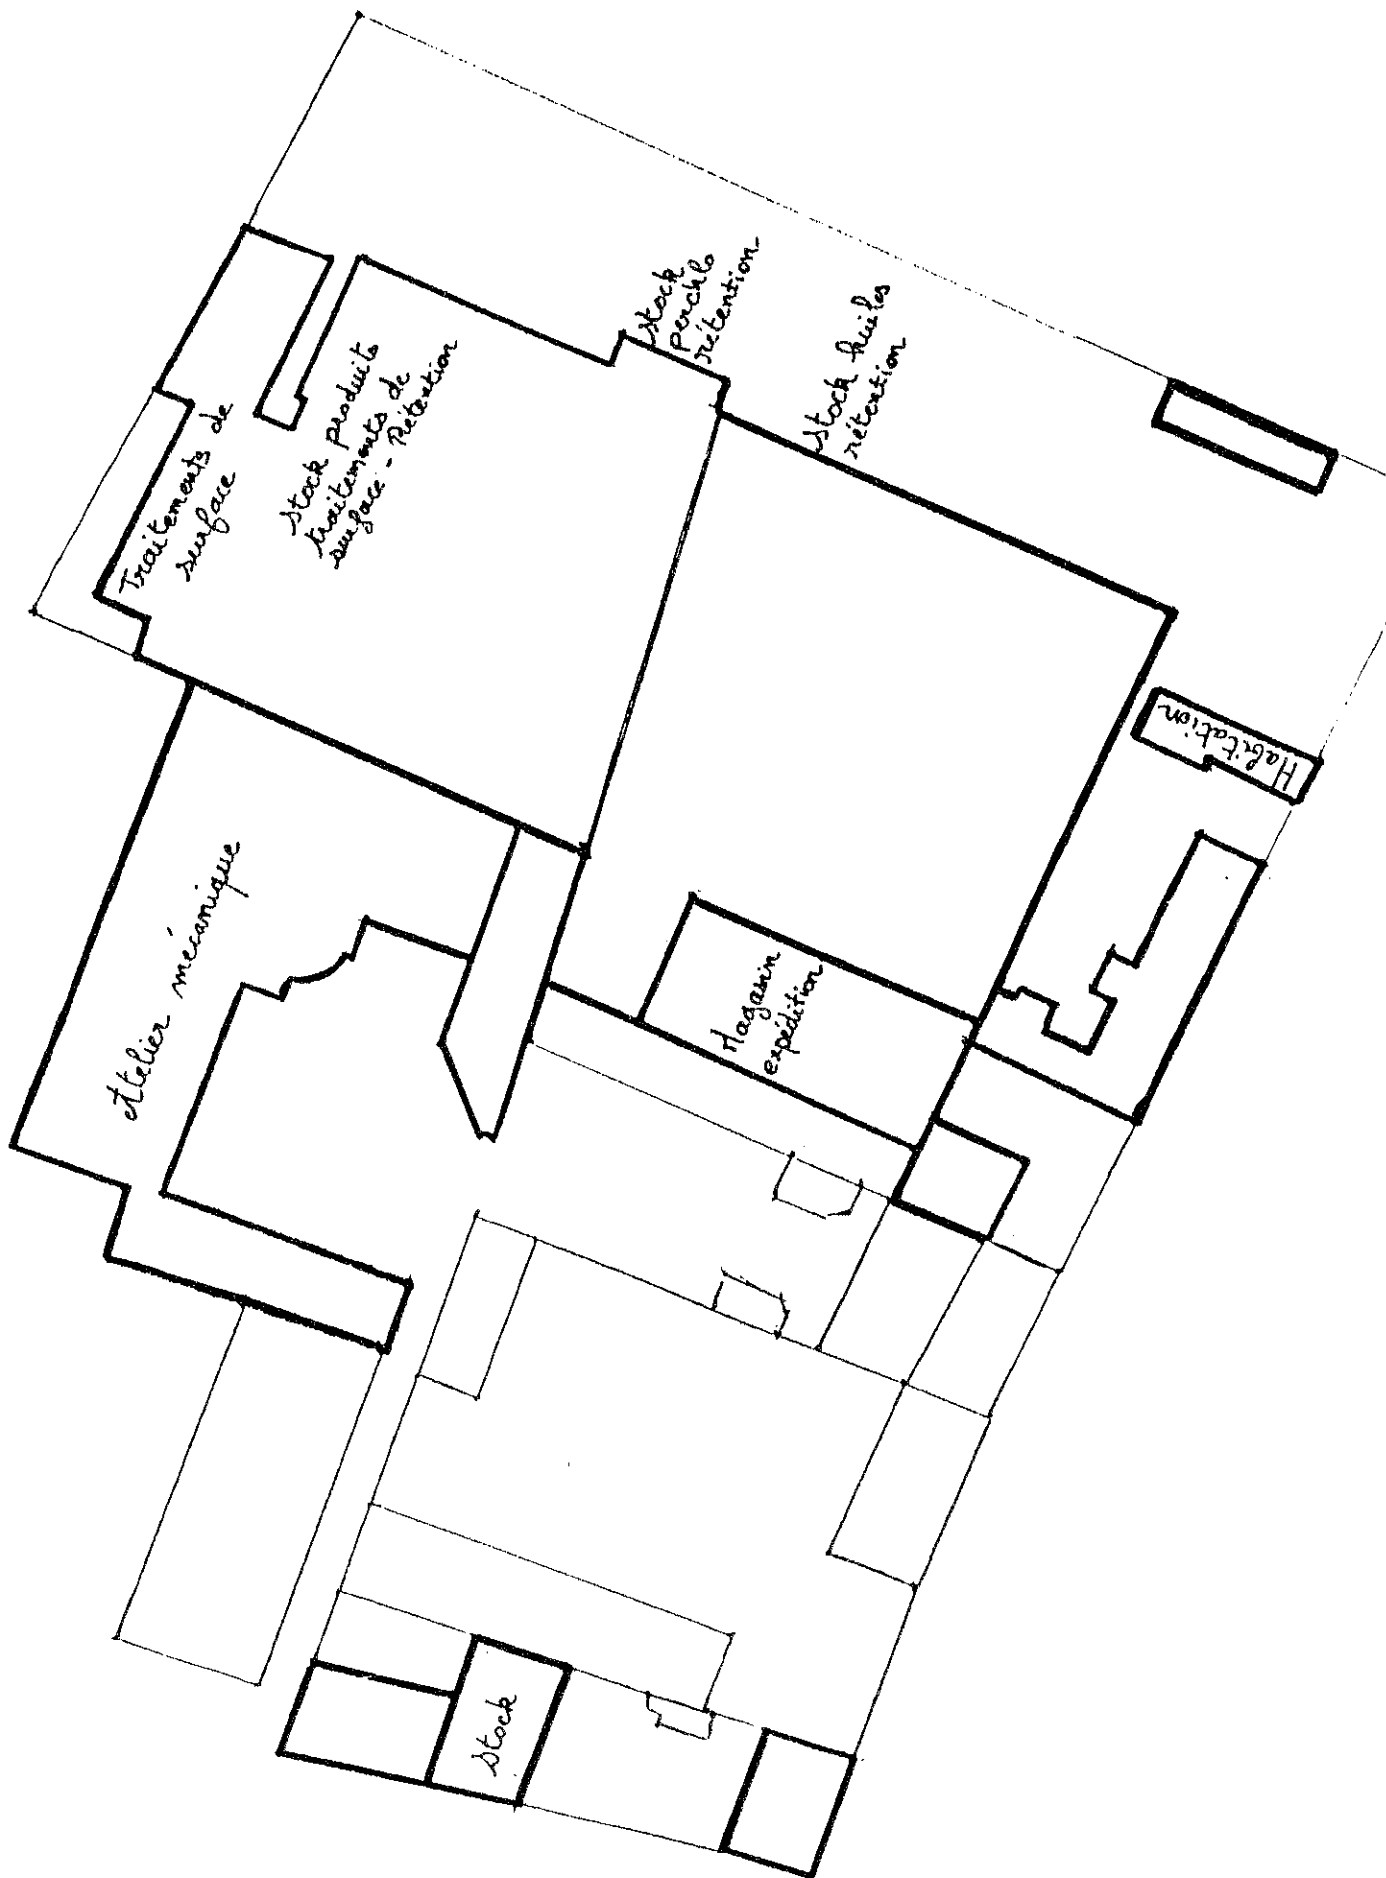 Traitements de
surface
Stock produits
traitements de
surface - Rétention
Stock
perchlo
rétention
Stock huiles
rétention
Atelier mécanique
Magasin
expédition
Habitation
Stock